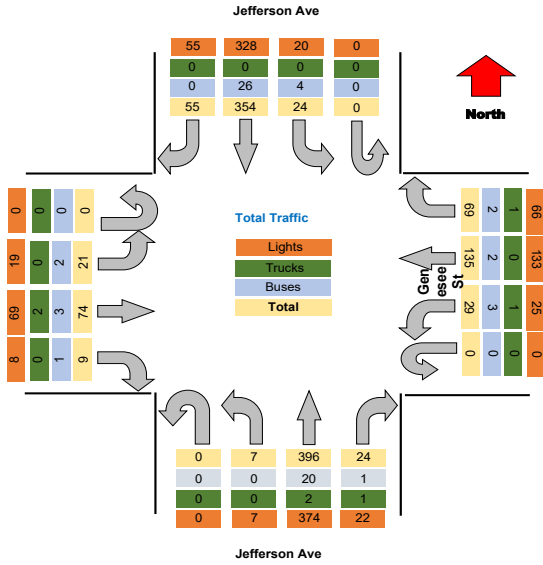 Jefferson Ave
55 328 20 0
0 0 0 0
0 26 4 0
55 354 24 0
North
0 0 0 0
19 0 2 21
69 2 3 74
8 0 1 9
Total Traffic
Lights
Trucks
Buses
Total
Gen
esee
St
69 2 1 66
135 2 0 133
29 3 1 25
0 0 0 0
0 7 396 24
0 0 20 1
0 0 2 1
0 7 374 22
Jefferson Ave